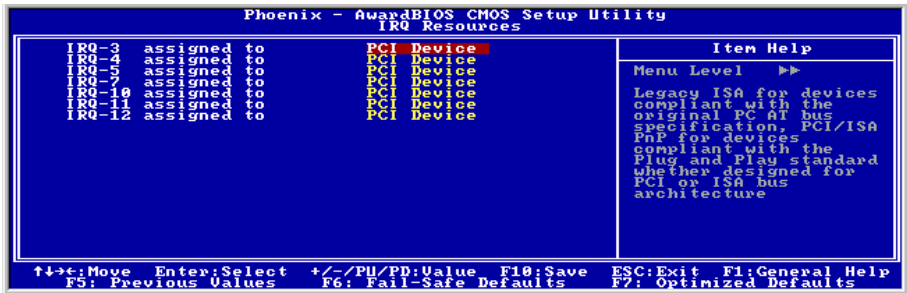 Phoenix - AwardBIOS CMOS Setup Utility
IRQ Resources
IRQ-3 assigned to PCI Device
IRQ-4 assigned to PCI Device
IRQ-5 assigned to PCI Device
IRQ-7 assigned to PCI Device
IRQ-10 assigned to PCI Device
IRQ-11 assigned to PCI Device
IRQ-12 assigned to PCI Device
Item Help
Menu Level ▶▶
Legacy ISA for devices
compliant with the
original PC AT bus
specification, PCI/ISA
PnP for devices
compliant with the
Plug and Play standard
whether designed for
PCI or ISA bus
architecture
↑↓→←:Move Enter:Select +/-/PU/PD:Value F10:Save ESC:Exit F1:General Help
F5: Previous Values F6: Fail-Safe Defaults F7: Optimized Defaults